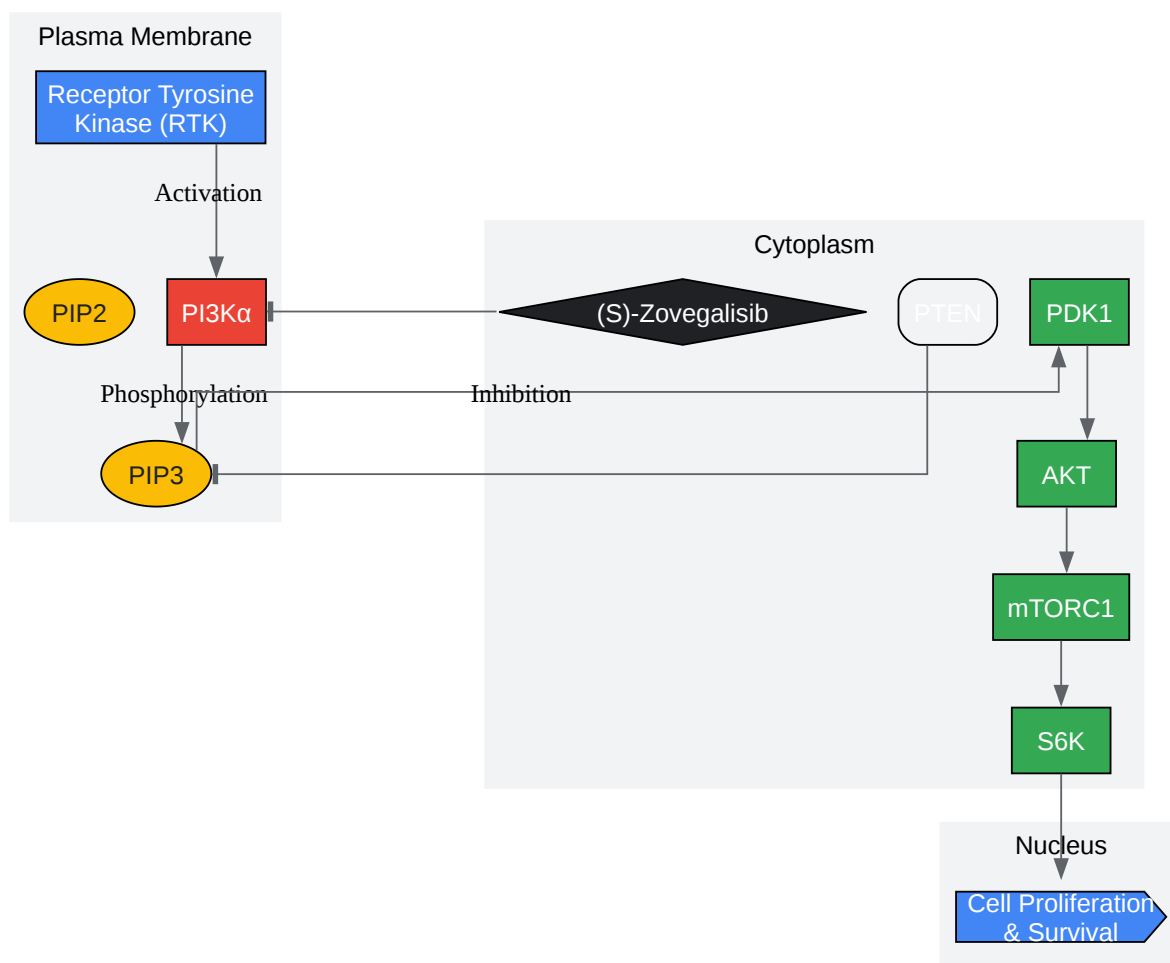 Plasma Membrane
Receptor Tyrosine
Kinase (RTK)
Activation
Cytoplasm
PIP2
PI3Kα
(S)-Zovegalisib
PTEN
PDK1
Phosphorylation
Inhibition
PIP3
AKT
mTORC1
S6K
Nucleus
Cell Proliferation
& Survival